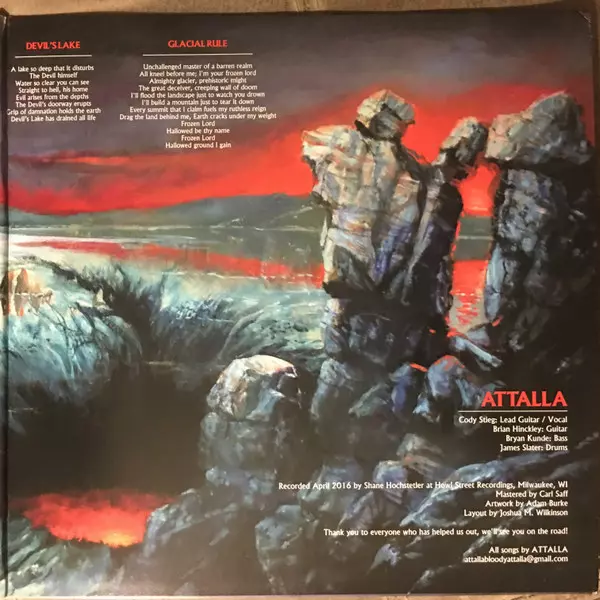 DEVIL'S LAKE
A lake so deep that it disturbs
The Devil himself
Water so clear you can see
Straight to hell, his home
Evil arises from the depths
The Devil's doorway erupts
Grip of damnation holds the earth
Devil's Lake has drained all life
GLACIAL RULE
Unchallenged master of a barren realm
All kneel before me; I'm your frozen lord
Almighty glacier, prehistoric might
The great deceiver, creeping wall of doom
I'll flood the landscape just to watch you drown
I'll build a mountain just to tear it down
Every summit that I claim fuels my ruthless reign
Drag the land behind me, Earth cracks under my weight
Frozen Lord
Hallowed be thy name
Frozen Lord
Hallowed ground I gain
ATTALLA
Cody Stieg: Lead Guitar / Vocal
Brian Hinckley: Guitar
Bryan Kunde: Bass
James Slater: Drums
Recorded April 2016 by Shane Hochstetler at Howl Street Recordings, Milwaukee, WI
Mastered by Carl Saff
Artwork by Adam Burke
Layout by Joshua M. Wilkinson
Thank you to everyone who has helped us out, we'll see you on the road!
All songs by ATTALLA
attallabloodyattalla@gmail.com